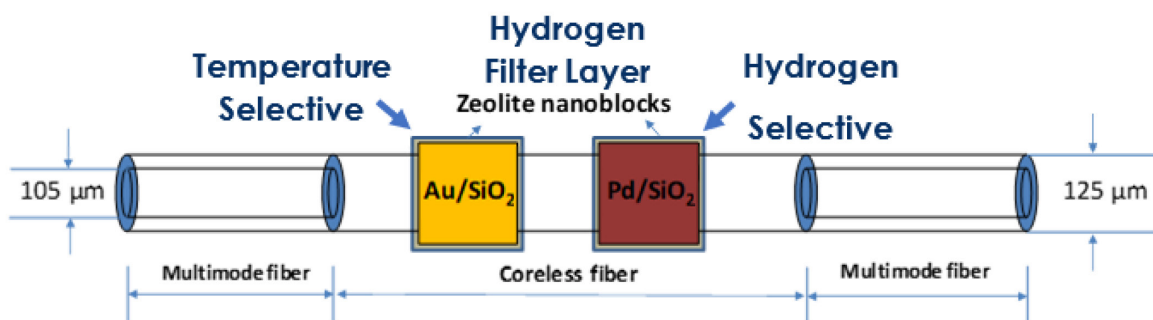 Hydrogen
Filter Layer
Temperature
Selective
Hydrogen
Selective
Zeolite nanoblocks
105 µm
Au/SiO₂
Pd/SiO₂
125 µm
Multimode fiber
Coreless fiber
Multimode fiber